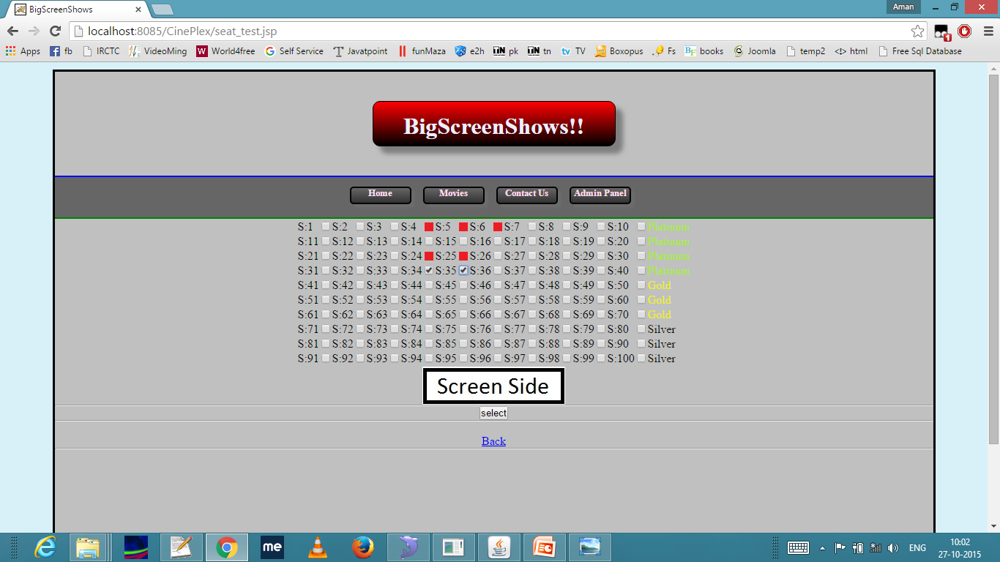 BigScreenShows
Aman
localhost:8085/CinePlex/seat_test.jsp
Apps fb IRCTC VideoMing World4free Self Service Javatpoint funMaza e2h pk tn TV Boxopus Fs books Joomla temp2 html Free Sql Database
BigScreenShows!!
Home Movies Contact Us Admin Panel
S:1 S:2 S:3 S:4 S:5 S:6 S:7 S:8 S:9 S:10 Platinum
S:11 S:12 S:13 S:14 S:15 S:16 S:17 S:18 S:19 S:20 Platinum
S:21 S:22 S:23 S:24 S:25 S:26 S:27 S:28 S:29 S:30 Platinum
S:31 S:32 S:33 S:34 S:35 S:36 S:37 S:38 S:39 S:40 Platinum
S:41 S:42 S:43 S:44 S:45 S:46 S:47 S:48 S:49 S:50 Gold
S:51 S:52 S:53 S:54 S:55 S:56 S:57 S:58 S:59 S:60 Gold
S:61 S:62 S:63 S:64 S:65 S:66 S:67 S:68 S:69 S:70 Gold
S:71 S:72 S:73 S:74 S:75 S:76 S:77 S:78 S:79 S:80 Silver
S:81 S:82 S:83 S:84 S:85 S:86 S:87 S:88 S:89 S:90 Silver
S:91 S:92 S:93 S:94 S:95 S:96 S:97 S:98 S:99 S:100 Silver
Screen Side
select
Back
me
ENG
10:02
27-10-2015